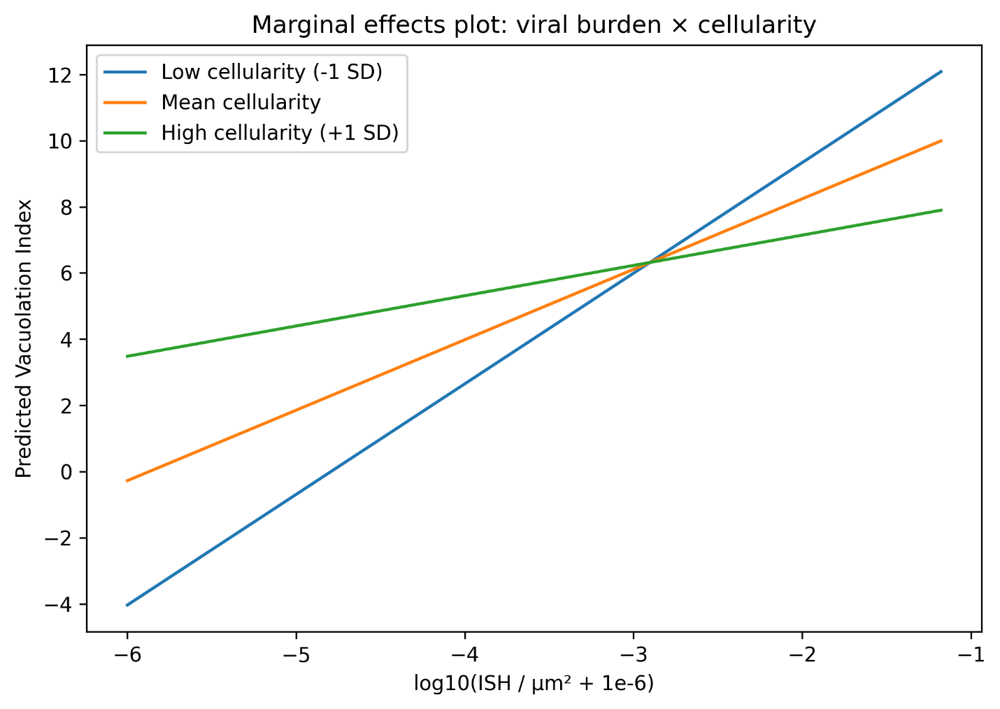 Marginal effects plot: viral burden × cellularity
Low cellularity (-1 SD)
Mean cellularity
High cellularity (+1 SD)
Predicted Vacuolation Index
12
10
8
6
4
2
0
−2
−4
−6 −5 −4 −3 −2 −1
log10(ISH / μm² + 1e-6)